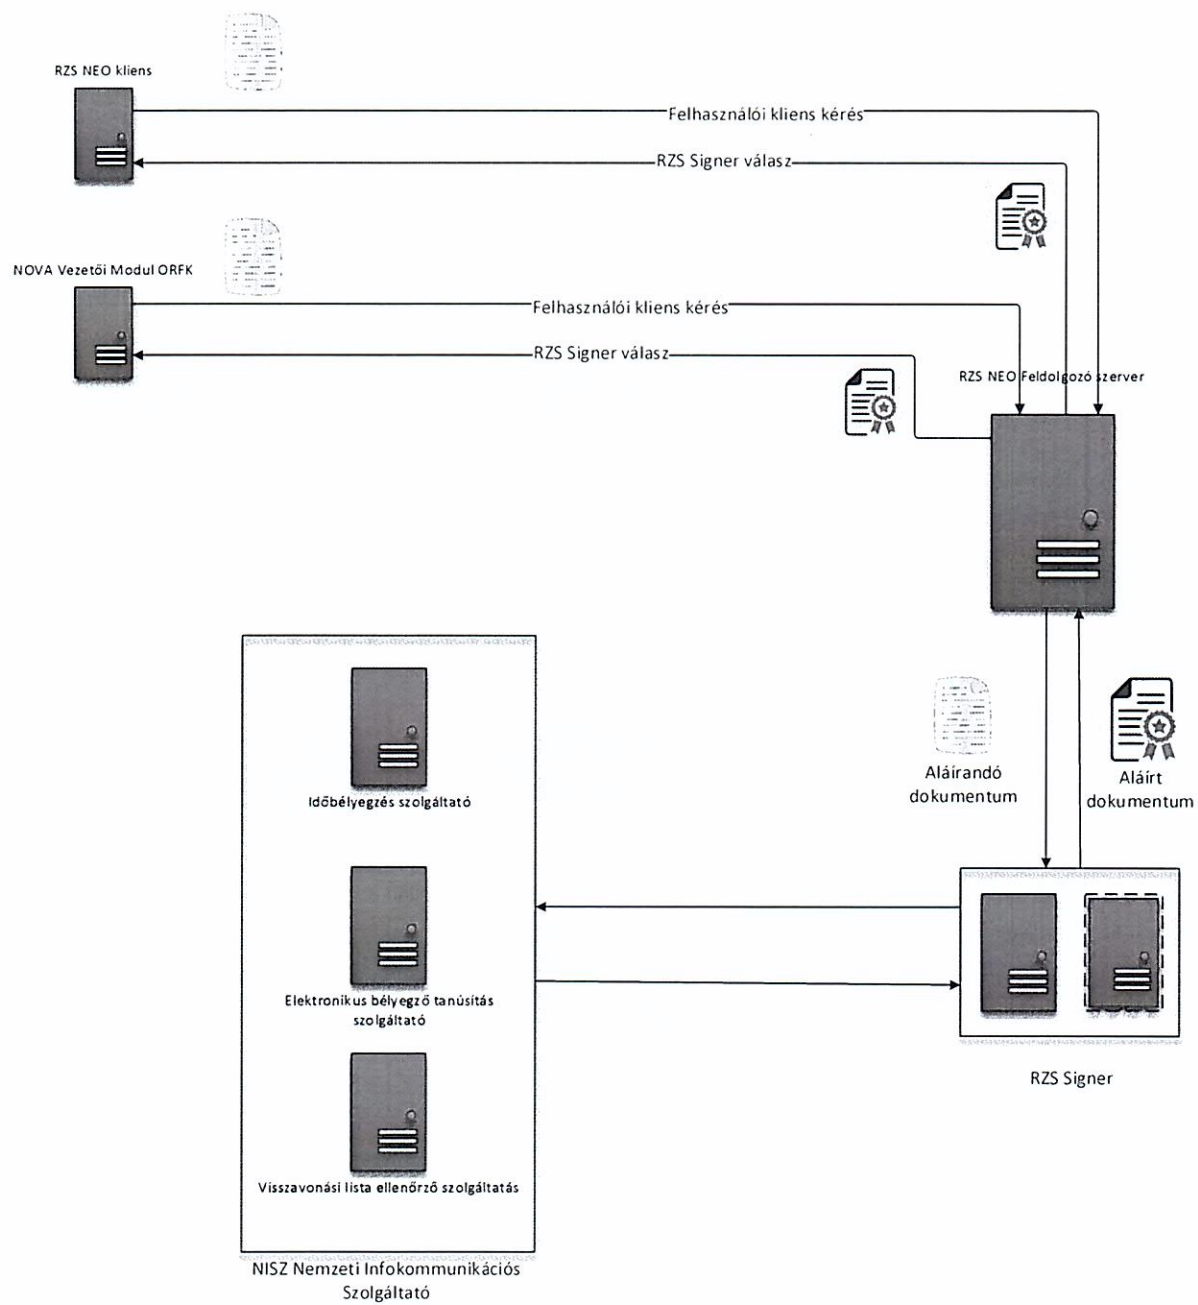 RZS NEO kliens
Felhasználói kliens kérés
RZS Signer válasz
NOVA Vezetői Modul ORFK
Felhasználói kliens kérés
RZS Signer válasz
RZS NEO Feldolgozó szerver
Aláírandó
dokumentum
Aláírt
dokumentum
Időbélyegzés szolgáltató
Elektronikus bélyegző tanúsítás
szolgáltató
Visszavonási lista ellenőrző szolgáltatás
RZS Signer
NISZ Nemzeti Infokommunikációs
Szolgáltató